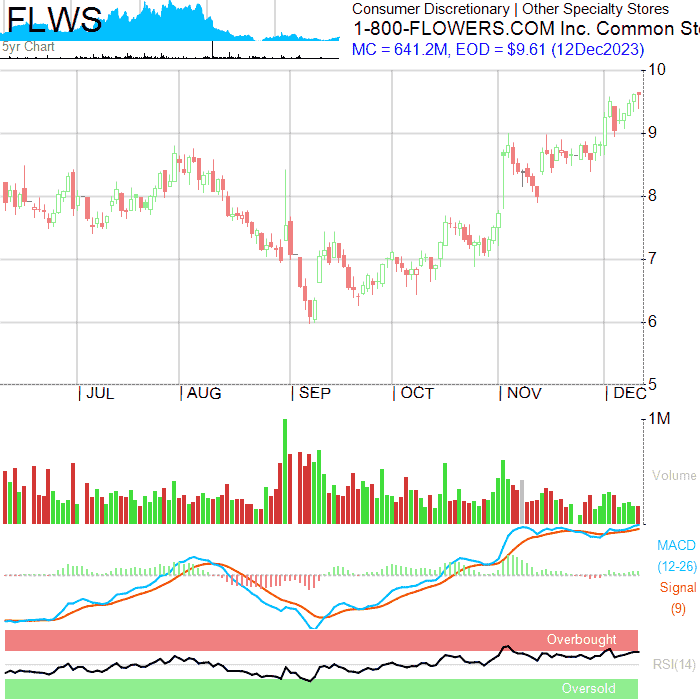 FLWS
5yr Chart
Consumer Discretionary | Other Specialty Stores
1-800-FLOWERS.COM Inc. Common Sto
MC = 641.2M, EOD = $9.61 (12Dec2023)
10
9
8
7
6
5
| JUL | AUG | SEP | OCT | NOV | DEC
1M
Volume
MACD
(12-26)
Signal
(9)
Overbought
RSI(14)
Oversold